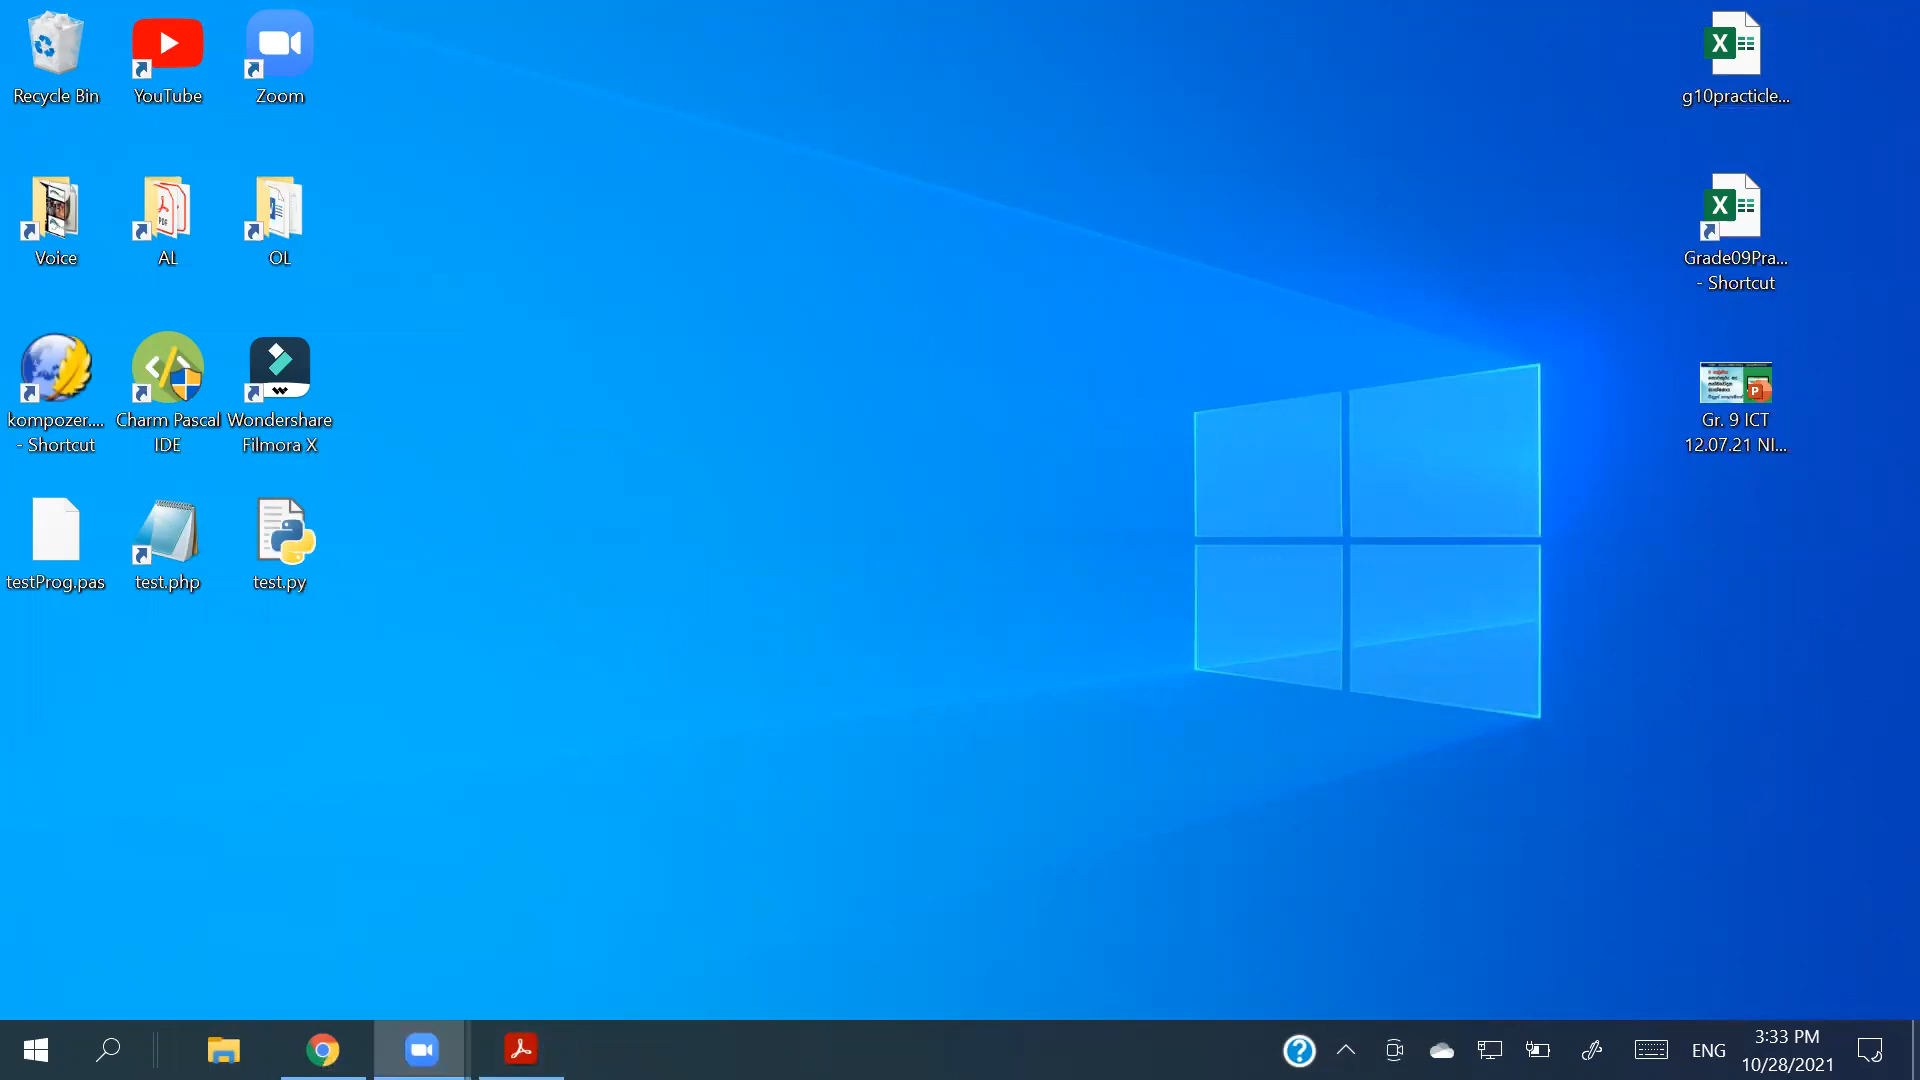 Recycle Bin
YouTube
Zoom
g10practicle...
Voice
AL
OL
Grade09Pra...
- Shortcut
kompozer....
- Shortcut
Charm Pascal
IDE
Wondershare
Filmora X
Gr. 9 ICT
12.07.21 NI...
testProg.pas
test.php
test.py
ENG
3:33 PM
10/28/2021